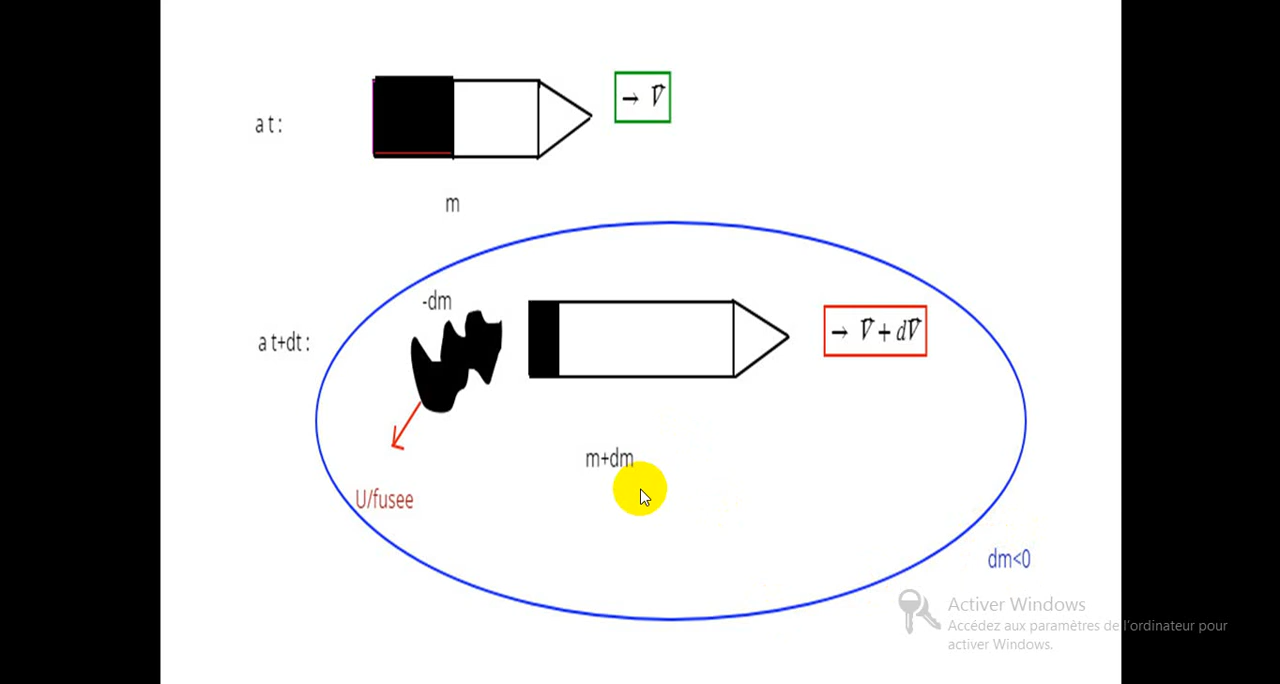 a t :
→ V⃗
m
-dm
a t+dt :
→ V⃗ + dV⃗
m+dm
U/fusee
dm<0
Activer Windows
Accédez aux paramètres de l'ordinateur pour
activer Windows.